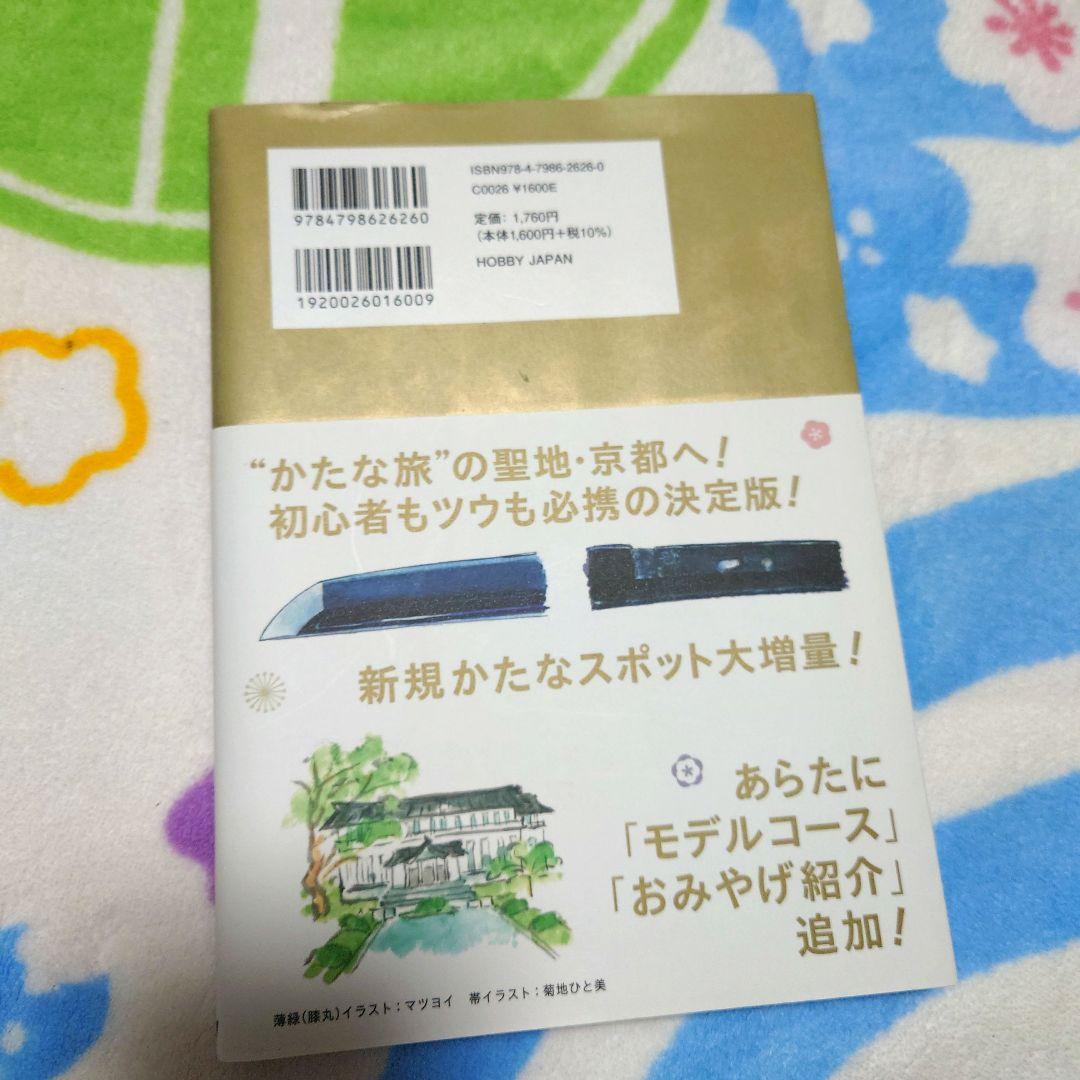 ISBN978-4-7986-2626-0
C0026 ¥1600E
9784798626260
定価：1,760円
（本体1,600円＋税10%）
HOBBY JAPAN
1920026016009
“かたな旅”の聖地・京都へ！
初心者もツウも必携の決定版！
新規かたなスポット大増量！
あらたに
「モデルコース」
「おみやげ紹介」
追加！
薄緑（膝丸）イラスト：マツヨイ　帯イラスト：菊地ひと美